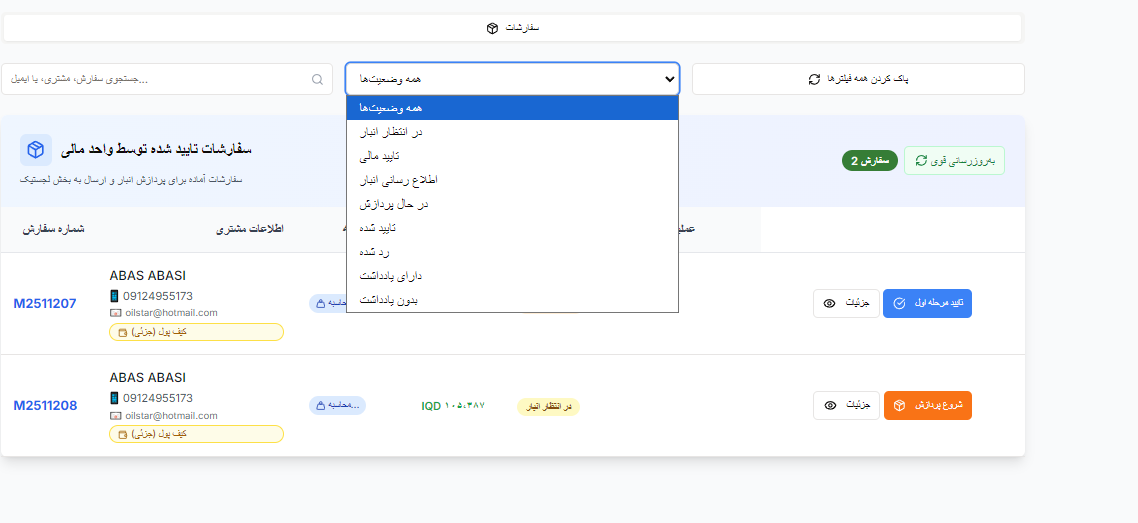 سفارشات
جستجوی سفارش، مشتری، یا ایمیل...
همه وضعیت‌ها
پاک کردن همه فیلترها
همه وضعیت‌ها
در انتظار انبار
تایید مالی
اطلاع رسانی انبار
در حال پردازش
تایید شده
رد شده
دارای یادداشت
بدون یادداشت
سفارشات تایید شده توسط واحد مالی
سفارشات آماده برای پردازش انبار و ارسال به بخش لجستیک
سفارش 2
به‌روزرسانی قوی
شماره سفارش
اطلاعات مشتری
M2511207
ABAS ABASI
09124955173
oilstar@hotmail.com
کیف پول (جزئی)
محاسبه
جزئیات
تایید مرحله اول
M2511208
ABAS ABASI
09124955173
oilstar@hotmail.com
کیف پول (جزئی)
محاسبه...
IQD ۱۰۵،۳۸۷
در انتظار انبار
جزئیات
شروع پردازش